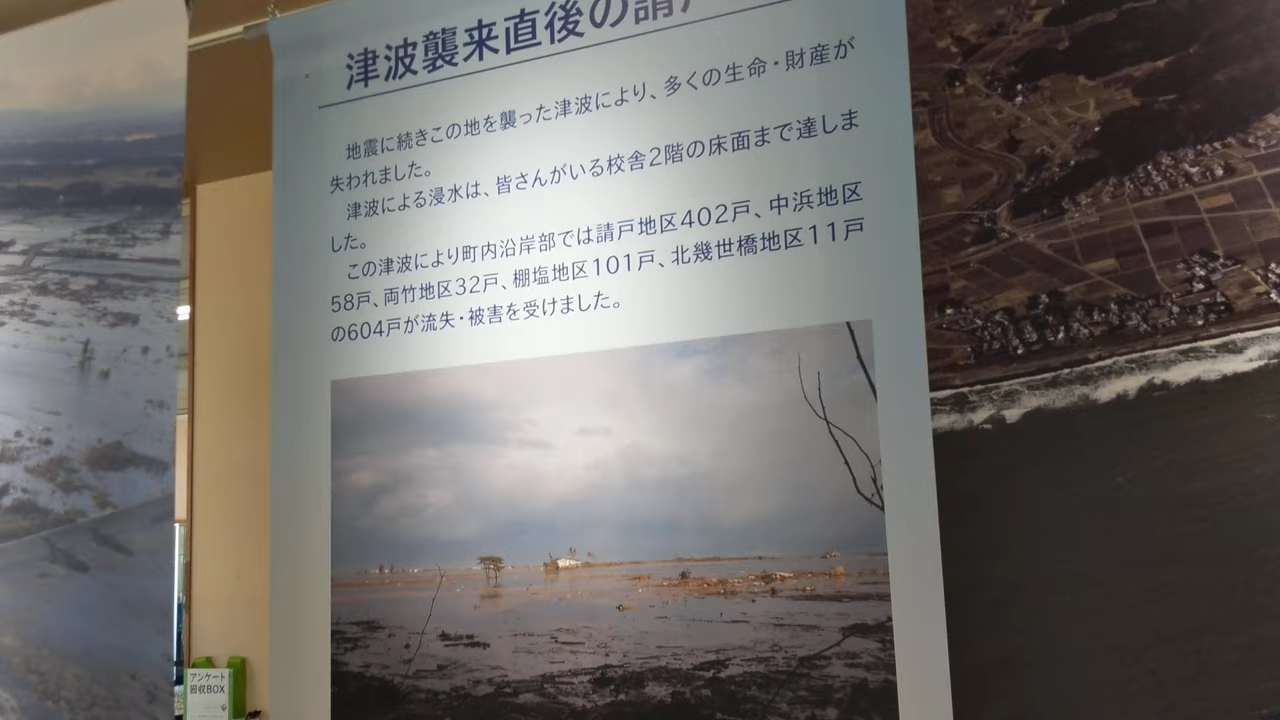 津波襲来直後の請戸
地震に続きこの地を襲った津波により、多くの生命・財産が
失われました。
津波による浸水は、皆さんがいる校舎2階の床面まで達しま
した。
この津波により町内沿岸部では請戸地区402戸、中浜地区
58戸、両竹地区32戸、棚塩地区101戸、北幾世橋地区11戸
の604戸が流失・被害を受けました。
アンケート
回収BOX